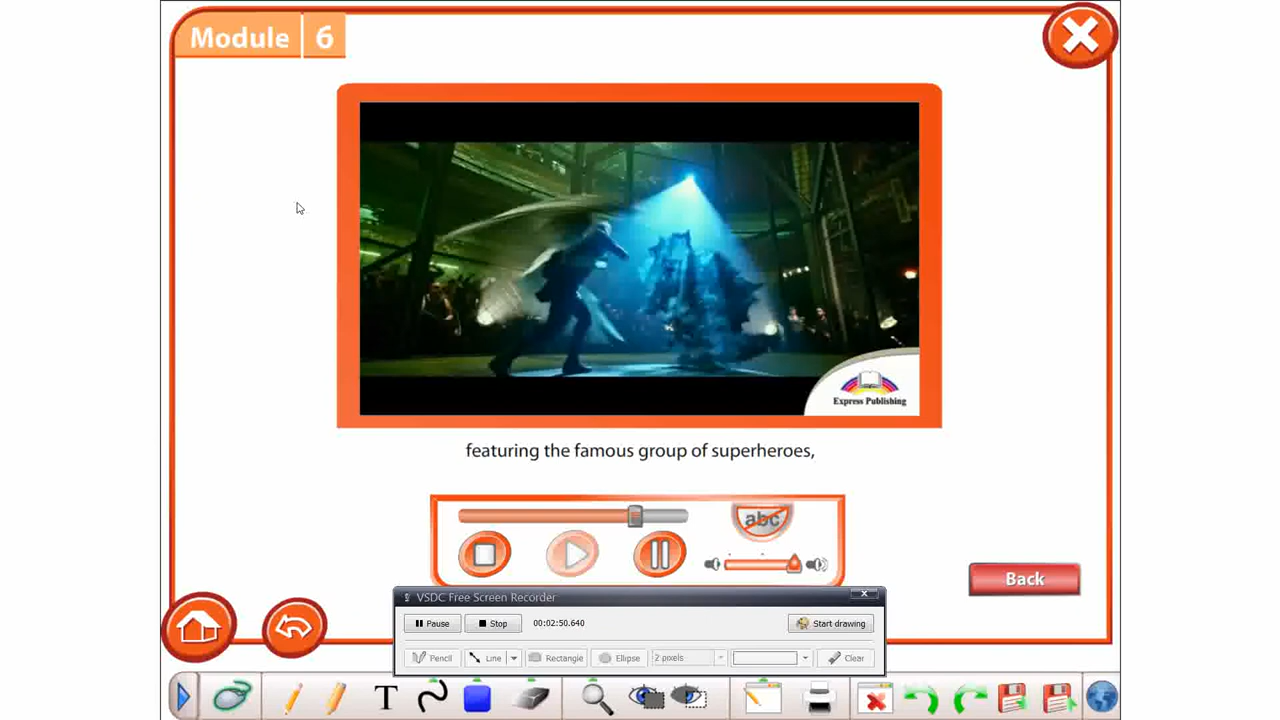 Module 6
Express Publishing
featuring the famous group of superheroes,
abc
Back
VSDC Free Screen Recorder
Pause
Stop
00:02:50.640
Start drawing
Pencil
Line
Rectangle
Ellipse
2 pixels
Clear
T